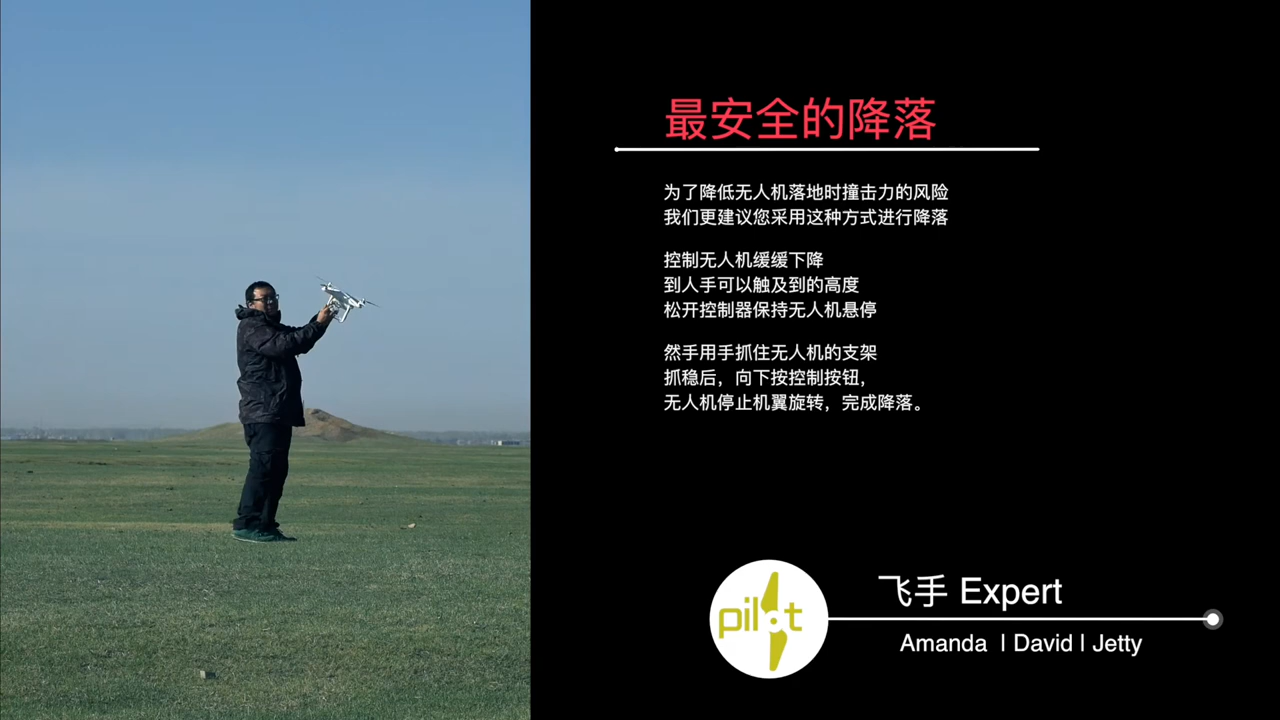 最安全的降落
为了降低无人机落地时撞击力的风险
我们更建议您采用这种方式进行降落
控制无人机缓缓下降
到人手可以触及到的高度
松开控制器保持无人机悬停
然手用手抓住无人机的支架
抓稳后，向下按控制按钮，
无人机停止机翼旋转，完成降落。
pilot
飞手 Expert
Amanda | David | Jetty